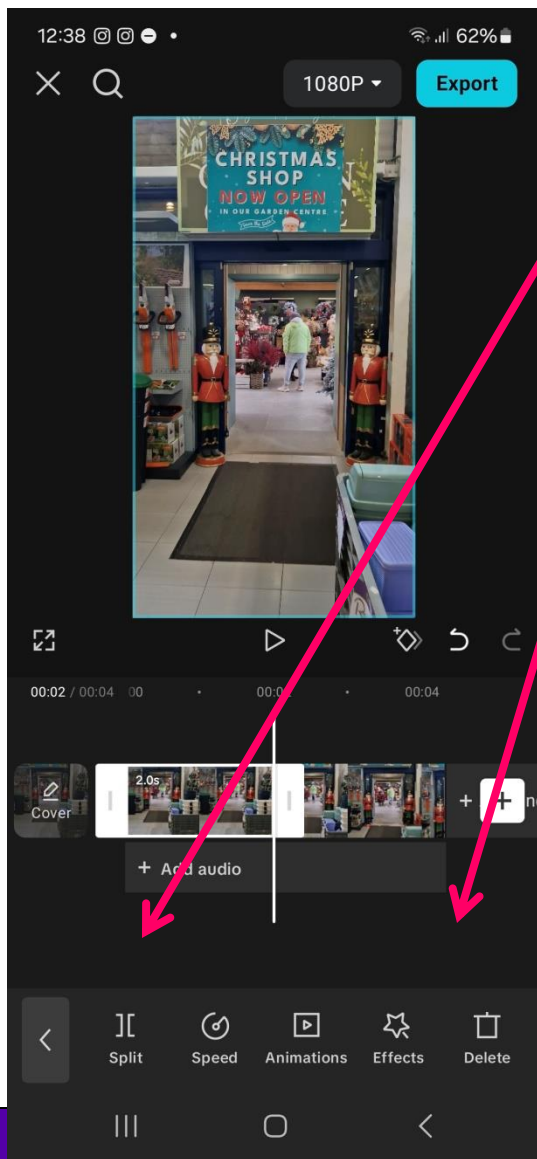 12:38 62%
1080P Export
CHRISTMAS
SHOP
NOW OPEN
IN OUR GARDEN CENTRE
00:02 / 00:04 00 00:04
2.0s
Cover
+ Add audio
Split Speed Animations Effects Delete